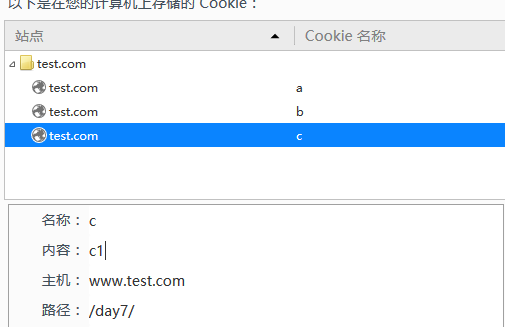 以下是在您的计算机上存储的 Cookie：
站点 Cookie 名称
test.com
test.com a
test.com b
test.com c
名称： c
内容： c1
主机： www.test.com
路径： /day7/